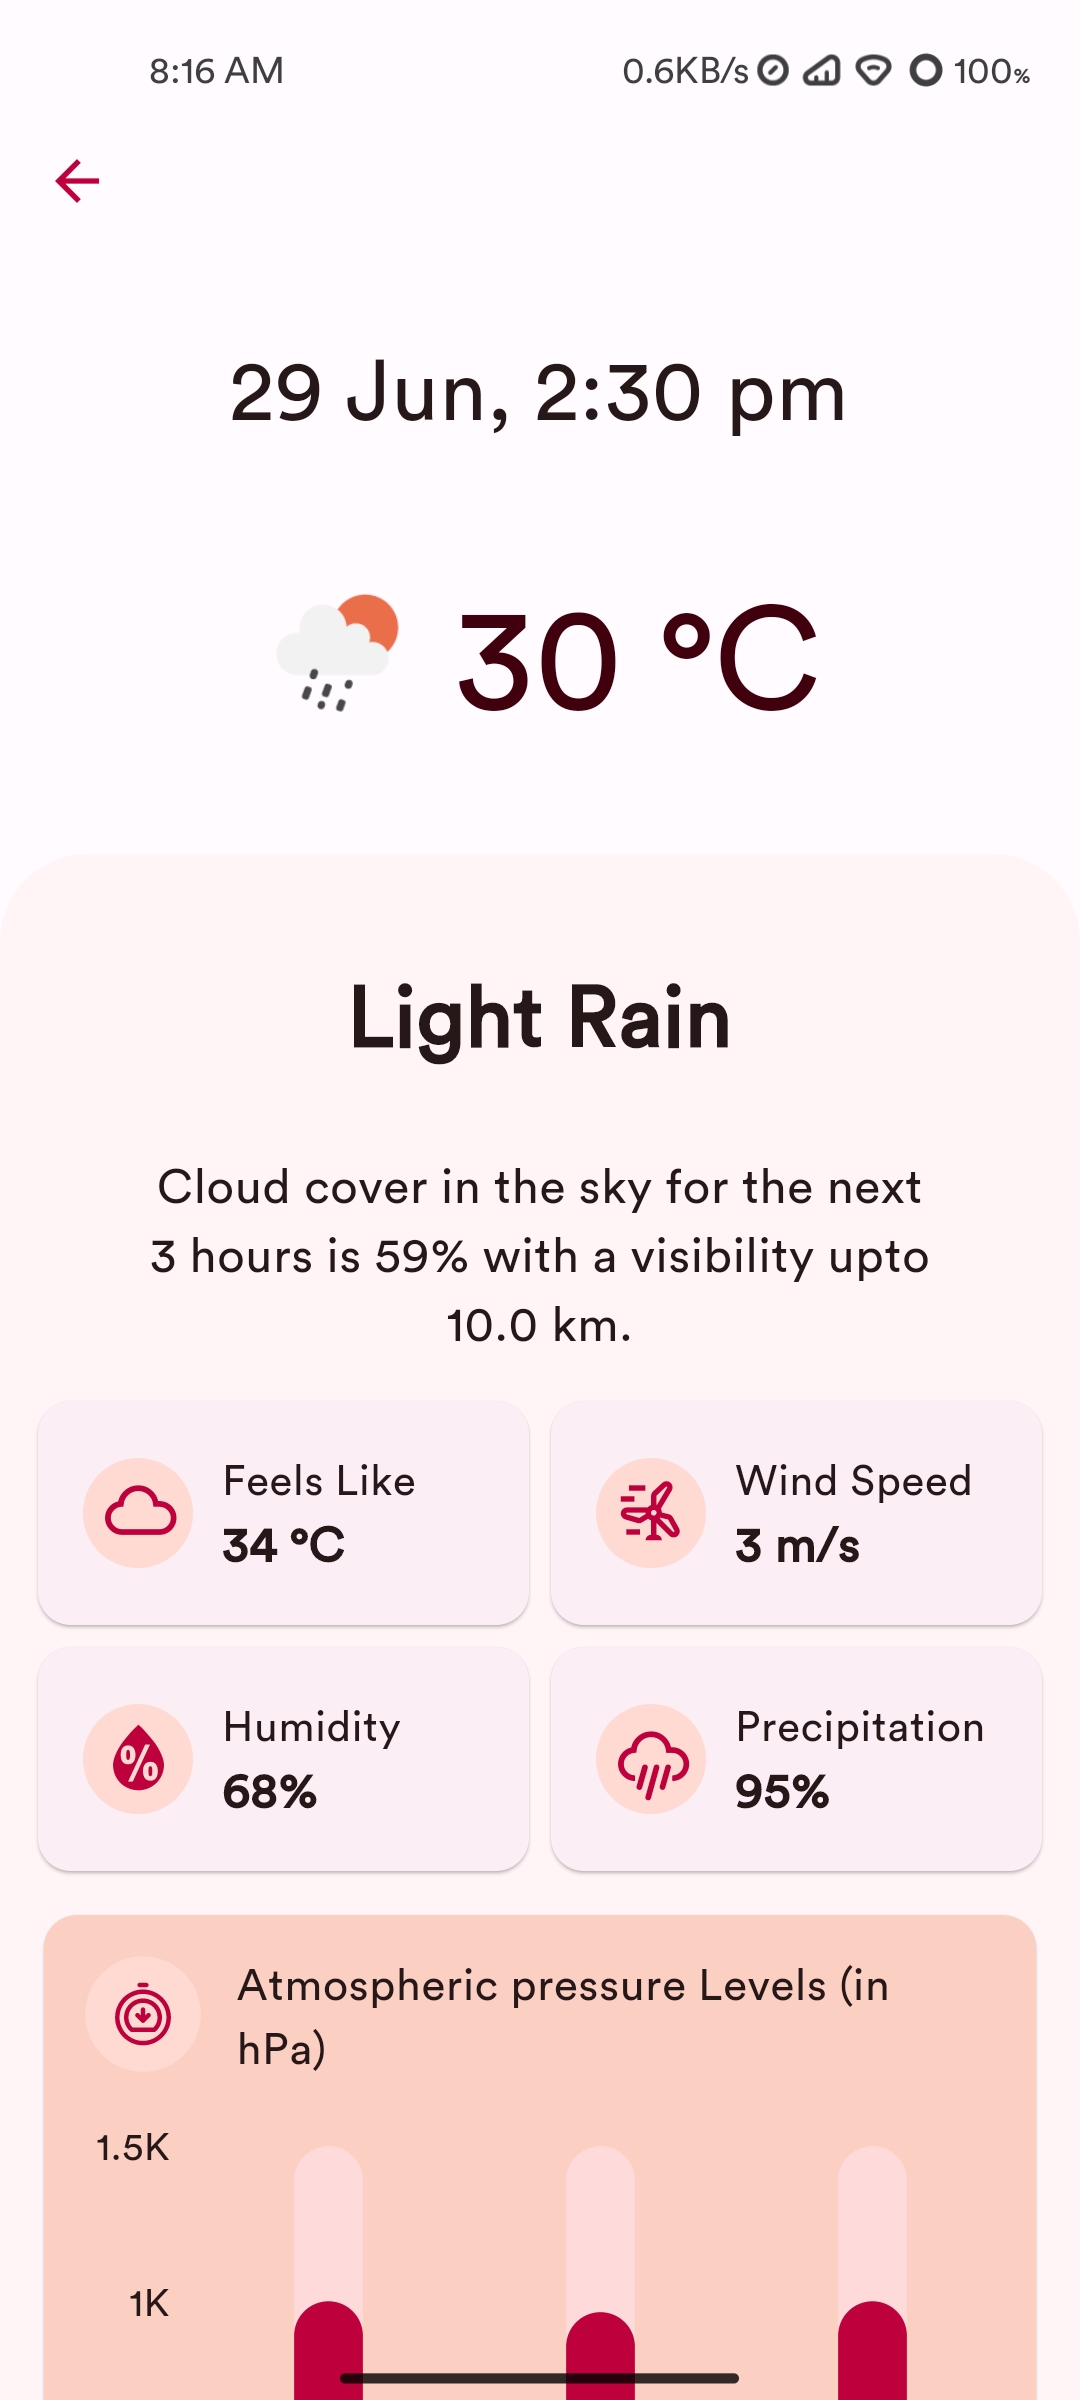 8:16 AM 0.6KB/s 100%
29 Jun, 2:30 pm
30 °C
Light Rain
Cloud cover in the sky for the next
3 hours is 59% with a visibility upto
10.0 km.
Feels Like
34 °C
Wind Speed
3 m/s
Humidity
68%
Precipitation
95%
Atmospheric pressure Levels (in
hPa)
1.5K
1K